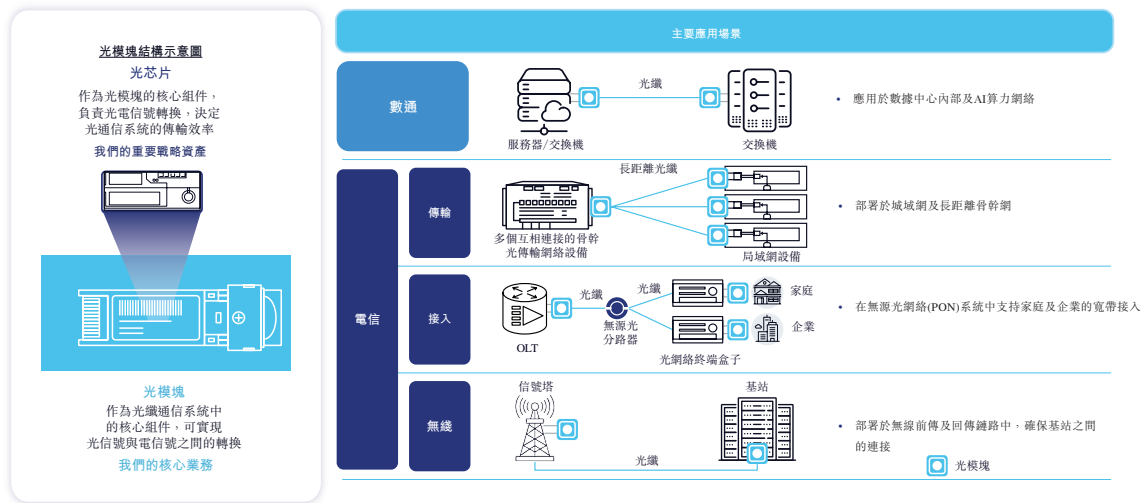 光模塊結構示意圖
光芯片
作為光模塊的核心組件，
負責光電信號轉換，決定
光通信系統的傳輸效率
我們的重要戰略資產
光模塊
作為光纖通信系統中
的核心組件，可實現
光信號與電信號之間的轉換
我們的核心業務
主要應用場景
數通
光纖
服務器/交換機
交換機
• 應用於數據中心內部及AI算力網絡
電信
傳輸
長距離光纖
多個互相連接的骨幹
光傳輸網絡設備
局域網設備
• 部署於城域網及長距離骨幹網
接入
OLT
光纖
無源光
分路器
光纖
家庭
企業
光網絡終端盒子
• 在無源光網絡(PON)系統中支持家庭及企業的寬帶接入
無綫
信號塔
光纖
基站
• 部署於無線前傳及回傳鏈路中，確保基站之間
的連接
光模塊